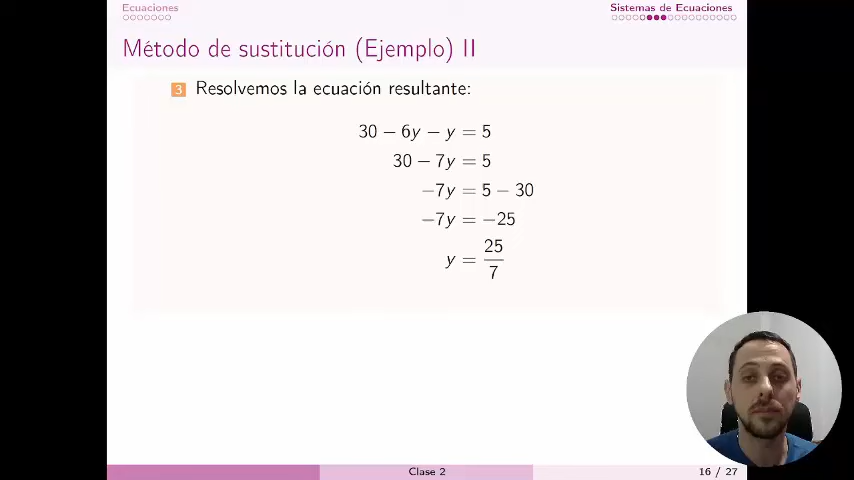 Ecuaciones
Sistemas de Ecuaciones
Método de sustitución (Ejemplo) II
3 Resolvemos la ecuación resultante:
30 − 6y − y = 5
30 − 7y = 5
−7y = 5 − 30
−7y = −25
y = 25/7
Clase 2
16 / 27